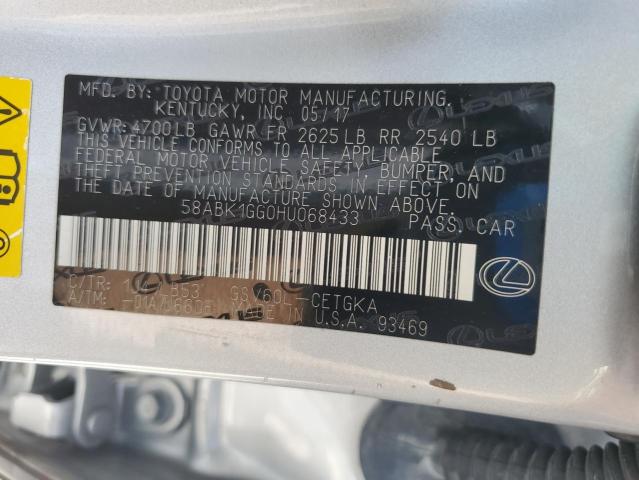 MFD. BY: TOYOTA MOTOR MANUFACTURING,
KENTUCKY, INC 05/17
GVWR: 4700LB GAWR FR 2625LB RR 2540 LB
THIS VEHICLE CONFORMS TO ALL APPLICABLE
FEDERAL MOTOR VEHICLE SAFETY, BUMPER, AND
THEFT PREVENTION STANDARDS IN EFFECT ON
THE DATE OF MANUFACTURE SHOWN ABOVE.
58ABK1GG0HU068433 PASS. CAR
C/TR: GSV60L-CETGKA
A/TM: MADE IN U.S.A. 93469